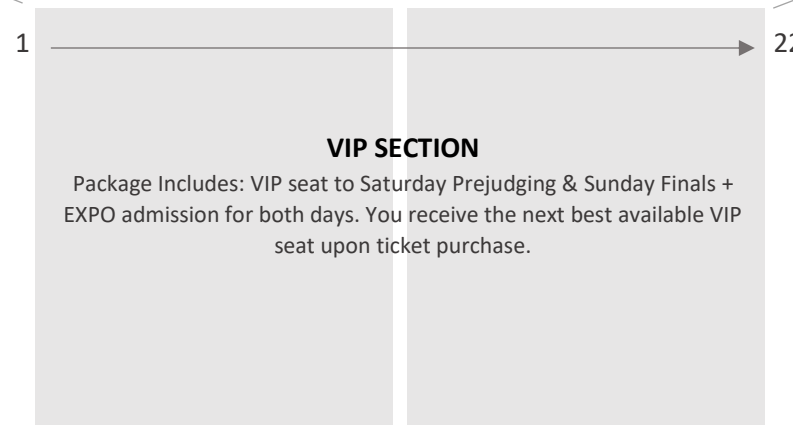 1 22
VIP SECTION
Package Includes: VIP seat to Saturday Prejudging & Sunday Finals +
EXPO admission for both days. You receive the next best available VIP
seat upon ticket purchase.